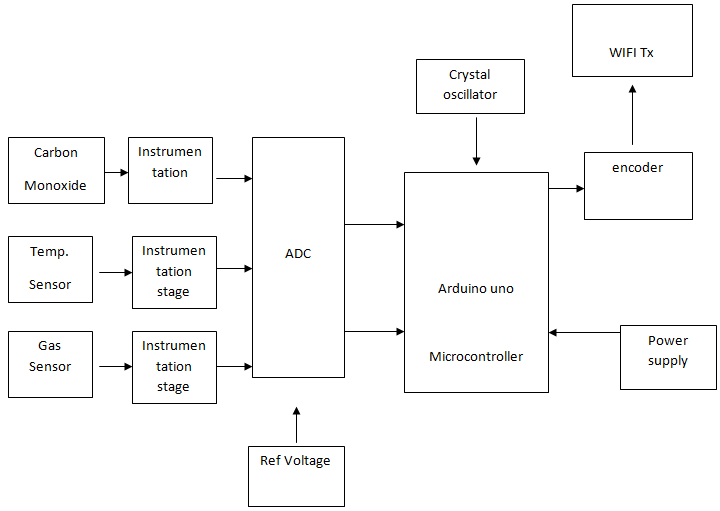 WIFI Tx
Crystal
oscillator
Carbon
Monoxide
Instrumen
tation
encoder
Temp.
Sensor
Instrumen
tation
stage
ADC
Arduino uno
Microcontroller
Gas
Sensor
Instrumen
tation
stage
Power
supply
Ref Voltage